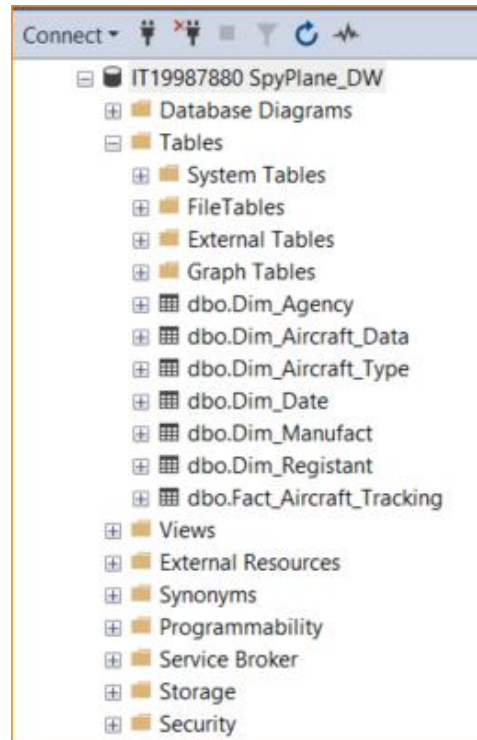 Connect
IT19987880 SpyPlane_DW
Database Diagrams
Tables
System Tables
FileTables
External Tables
Graph Tables
dbo.Dim_Agency
dbo.Dim_Aircraft_Data
dbo.Dim_Aircraft_Type
dbo.Dim_Date
dbo.Dim_Manufact
dbo.Dim_Registant
dbo.Fact_Aircraft_Tracking
Views
External Resources
Synonyms
Programmability
Service Broker
Storage
Security